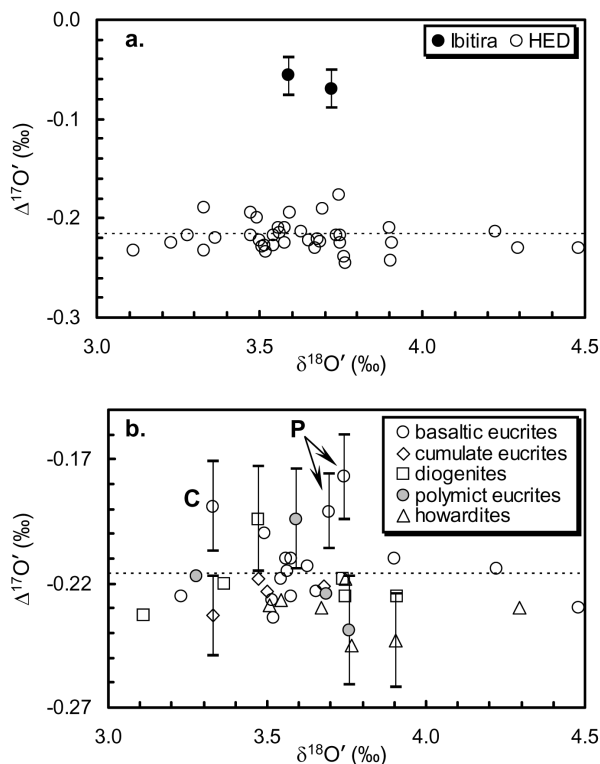 a.
Ibitira HED
0.0
-0.1
-0.2
-0.3
Δ¹⁷O′ (‰)
3.0 3.5 4.0 4.5
δ¹⁸O′ (‰)
b.
P
C
basaltic eucrites
cumulate eucrites
diogenites
polymict eucrites
howardites
-0.17
-0.22
-0.27
Δ¹⁷O′ (‰)
3.0 3.5 4.0 4.5
δ¹⁸O′ (‰)